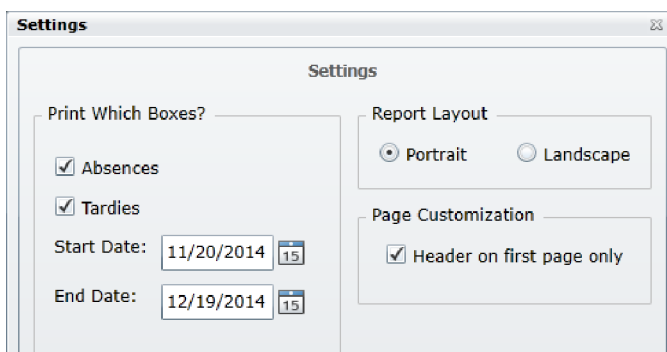 Settings
Settings
Print Which Boxes?
Absences
Tardies
Start Date: 11/20/2014 15
End Date: 12/19/2014 15
Report Layout
Portrait Landscape
Page Customization
Header on first page only